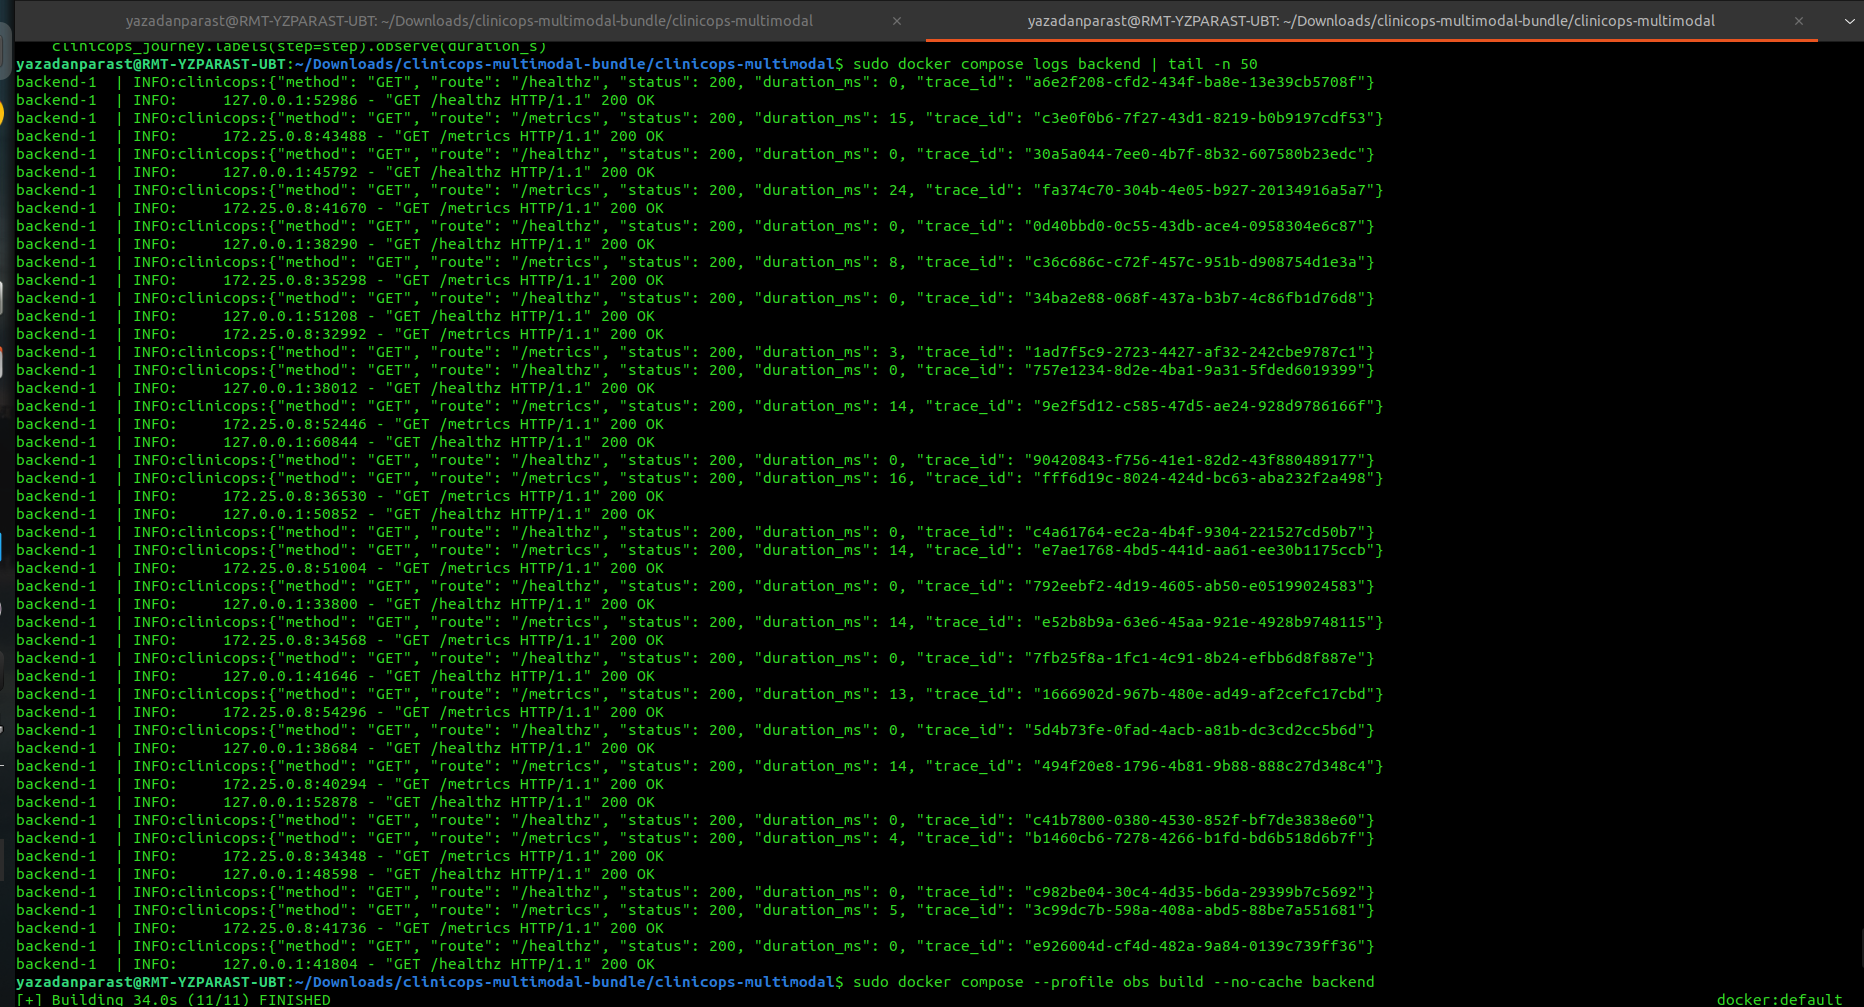 yazadanparast@RMT-YZPARAST-UBT: ~/Downloads/clinicops-multimodal-bundle/clinicops-multimodal × yazadanparast@RMT-YZPARAST-UBT: ~/Downloads/clinicops-multimodal-bundle/clinicops-multimodal ×
clinicops_journey.labels(step=step).observe(duration_s)
yazadanparast@RMT-YZPARAST-UBT:~/Downloads/clinicops-multimodal-bundle/clinicops-multimodal$ sudo docker compose logs backend | tail -n 50
backend-1  | INFO:clinicops:{"method": "GET", "route": "/healthz", "status": 200, "duration_ms": 0, "trace_id": "a6e2f208-cfd2-434f-ba8e-13e39cb5708f"}
backend-1  | INFO:     127.0.0.1:52986 - "GET /healthz HTTP/1.1" 200 OK
backend-1  | INFO:clinicops:{"method": "GET", "route": "/metrics", "status": 200, "duration_ms": 15, "trace_id": "c3e0f0b6-7f27-43d1-8219-b0b9197cdf53"}
backend-1  | INFO:     172.25.0.8:43488 - "GET /metrics HTTP/1.1" 200 OK
backend-1  | INFO:clinicops:{"method": "GET", "route": "/healthz", "status": 200, "duration_ms": 0, "trace_id": "30a5a044-7ee0-4b7f-8b32-607580b23edc"}
backend-1  | INFO:     127.0.0.1:45792 - "GET /healthz HTTP/1.1" 200 OK
backend-1  | INFO:clinicops:{"method": "GET", "route": "/metrics", "status": 200, "duration_ms": 24, "trace_id": "fa374c70-304b-4e05-b927-20134916a5a7"}
backend-1  | INFO:     172.25.0.8:41670 - "GET /metrics HTTP/1.1" 200 OK
backend-1  | INFO:clinicops:{"method": "GET", "route": "/healthz", "status": 200, "duration_ms": 0, "trace_id": "0d40bbd0-0c55-43db-ace4-0958304e6c87"}
backend-1  | INFO:     127.0.0.1:38290 - "GET /healthz HTTP/1.1" 200 OK
backend-1  | INFO:clinicops:{"method": "GET", "route": "/metrics", "status": 200, "duration_ms": 8, "trace_id": "c36c686c-c72f-457c-951b-d908754d1e3a"}
backend-1  | INFO:     172.25.0.8:35298 - "GET /metrics HTTP/1.1" 200 OK
backend-1  | INFO:clinicops:{"method": "GET", "route": "/healthz", "status": 200, "duration_ms": 0, "trace_id": "34ba2e88-068f-437a-b3b7-4c86fb1d76d8"}
backend-1  | INFO:     127.0.0.1:51208 - "GET /healthz HTTP/1.1" 200 OK
backend-1  | INFO:     172.25.0.8:32992 - "GET /metrics HTTP/1.1" 200 OK
backend-1  | INFO:clinicops:{"method": "GET", "route": "/metrics", "status": 200, "duration_ms": 3, "trace_id": "1ad7f5c9-2723-4427-af32-242cbe9787c1"}
backend-1  | INFO:clinicops:{"method": "GET", "route": "/healthz", "status": 200, "duration_ms": 0, "trace_id": "757e1234-8d2e-4ba1-9a31-5fded6019399"}
backend-1  | INFO:     127.0.0.1:38012 - "GET /healthz HTTP/1.1" 200 OK
backend-1  | INFO:clinicops:{"method": "GET", "route": "/metrics", "status": 200, "duration_ms": 14, "trace_id": "9e2f5d12-c585-47d5-ae24-928d9786166f"}
backend-1  | INFO:     172.25.0.8:52446 - "GET /metrics HTTP/1.1" 200 OK
backend-1  | INFO:     127.0.0.1:60844 - "GET /healthz HTTP/1.1" 200 OK
backend-1  | INFO:clinicops:{"method": "GET", "route": "/healthz", "status": 200, "duration_ms": 0, "trace_id": "90420843-f756-41e1-82d2-43f880489177"}
backend-1  | INFO:clinicops:{"method": "GET", "route": "/metrics", "status": 200, "duration_ms": 16, "trace_id": "fff6d19c-8024-424d-bc63-aba232f2a498"}
backend-1  | INFO:     172.25.0.8:36530 - "GET /metrics HTTP/1.1" 200 OK
backend-1  | INFO:     127.0.0.1:50852 - "GET /healthz HTTP/1.1" 200 OK
backend-1  | INFO:clinicops:{"method": "GET", "route": "/healthz", "status": 200, "duration_ms": 0, "trace_id": "c4a61764-ec2a-4b4f-9304-221527cd50b7"}
backend-1  | INFO:clinicops:{"method": "GET", "route": "/metrics", "status": 200, "duration_ms": 14, "trace_id": "e7ae1768-4bd5-441d-aa61-ee30b1175ccb"}
backend-1  | INFO:     172.25.0.8:51004 - "GET /metrics HTTP/1.1" 200 OK
backend-1  | INFO:clinicops:{"method": "GET", "route": "/healthz", "status": 200, "duration_ms": 0, "trace_id": "792eebf2-4d19-4605-ab50-e05199024583"}
backend-1  | INFO:     127.0.0.1:33800 - "GET /healthz HTTP/1.1" 200 OK
backend-1  | INFO:clinicops:{"method": "GET", "route": "/metrics", "status": 200, "duration_ms": 14, "trace_id": "e52b8b9a-63e6-45aa-921e-4928b9748115"}
backend-1  | INFO:     172.25.0.8:34568 - "GET /metrics HTTP/1.1" 200 OK
backend-1  | INFO:clinicops:{"method": "GET", "route": "/healthz", "status": 200, "duration_ms": 0, "trace_id": "7fb25f8a-1fc1-4c91-8b24-efbb6d8f887e"}
backend-1  | INFO:     127.0.0.1:41646 - "GET /healthz HTTP/1.1" 200 OK
backend-1  | INFO:clinicops:{"method": "GET", "route": "/metrics", "status": 200, "duration_ms": 13, "trace_id": "1666902d-967b-480e-ad49-af2cefc17cbd"}
backend-1  | INFO:     172.25.0.8:54296 - "GET /metrics HTTP/1.1" 200 OK
backend-1  | INFO:clinicops:{"method": "GET", "route": "/healthz", "status": 200, "duration_ms": 0, "trace_id": "5d4b73fe-0fad-4acb-a81b-dc3cd2cc5b6d"}
backend-1  | INFO:     127.0.0.1:38684 - "GET /healthz HTTP/1.1" 200 OK
backend-1  | INFO:clinicops:{"method": "GET", "route": "/metrics", "status": 200, "duration_ms": 14, "trace_id": "494f20e8-1796-4b81-9b88-888c27d348c4"}
backend-1  | INFO:     172.25.0.8:40294 - "GET /metrics HTTP/1.1" 200 OK
backend-1  | INFO:     127.0.0.1:52878 - "GET /healthz HTTP/1.1" 200 OK
backend-1  | INFO:clinicops:{"method": "GET", "route": "/healthz", "status": 200, "duration_ms": 0, "trace_id": "c41b7800-0380-4530-852f-bf7de3838e60"}
backend-1  | INFO:clinicops:{"method": "GET", "route": "/metrics", "status": 200, "duration_ms": 4, "trace_id": "b1460cb6-7278-4266-b1fd-bd6b518d6b7f"}
backend-1  | INFO:     172.25.0.8:34348 - "GET /metrics HTTP/1.1" 200 OK
backend-1  | INFO:     127.0.0.1:48598 - "GET /healthz HTTP/1.1" 200 OK
backend-1  | INFO:clinicops:{"method": "GET", "route": "/healthz", "status": 200, "duration_ms": 0, "trace_id": "c982be04-30c4-4d35-b6da-29399b7c5692"}
backend-1  | INFO:clinicops:{"method": "GET", "route": "/metrics", "status": 200, "duration_ms": 5, "trace_id": "3c99dc7b-598a-408a-abd5-88be7a551681"}
backend-1  | INFO:     172.25.0.8:41736 - "GET /metrics HTTP/1.1" 200 OK
backend-1  | INFO:clinicops:{"method": "GET", "route": "/healthz", "status": 200, "duration_ms": 0, "trace_id": "e926004d-cf4d-482a-9a84-0139c739ff36"}
backend-1  | INFO:     127.0.0.1:41804 - "GET /healthz HTTP/1.1" 200 OK
yazadanparast@RMT-YZPARAST-UBT:~/Downloads/clinicops-multimodal-bundle/clinicops-multimodal$ sudo docker compose --profile obs build --no-cache backend
[+] Building 34.0s (11/11) FINISHED docker:default